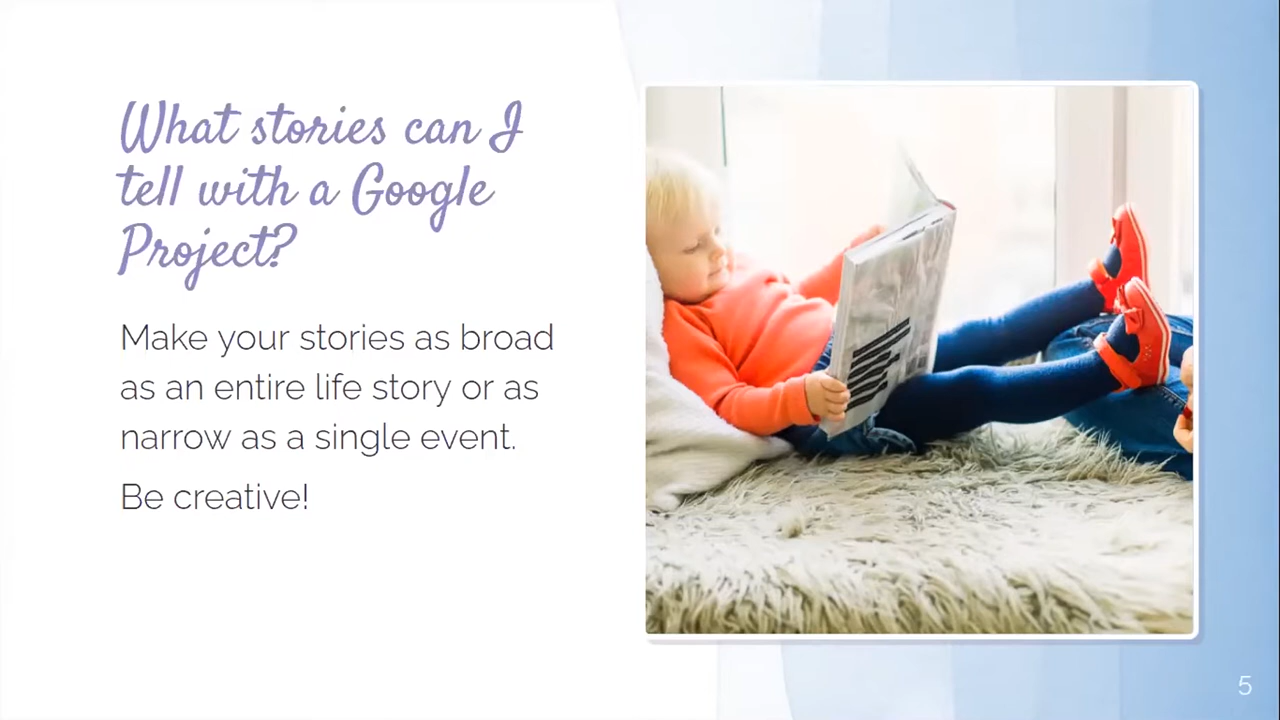 What stories can I
tell with a Google
Project?
Make your stories as broad
as an entire life story or as
narrow as a single event.
Be creative!
5